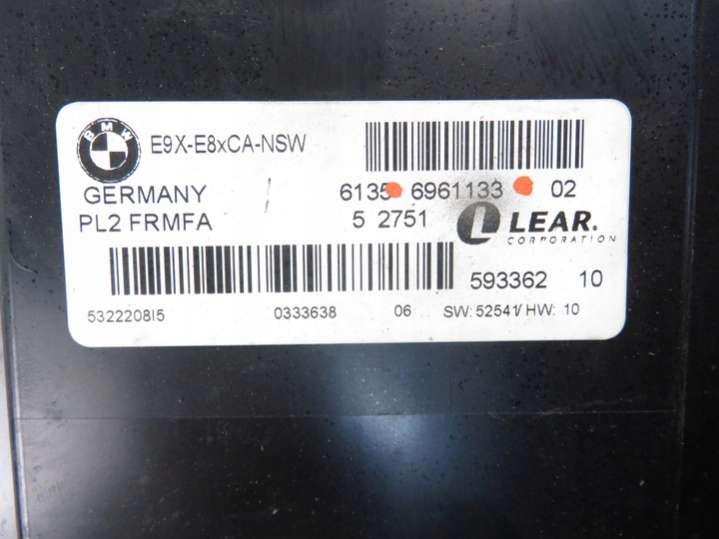 BMW E9X-E8xCA-NSW
GERMANY 6135 6961133 02
PL2 FRMFA 5 2751 LEAR.
CORPORATION
593362 10
53222208I5 0333638 06 SW: 52541/ HW: 10